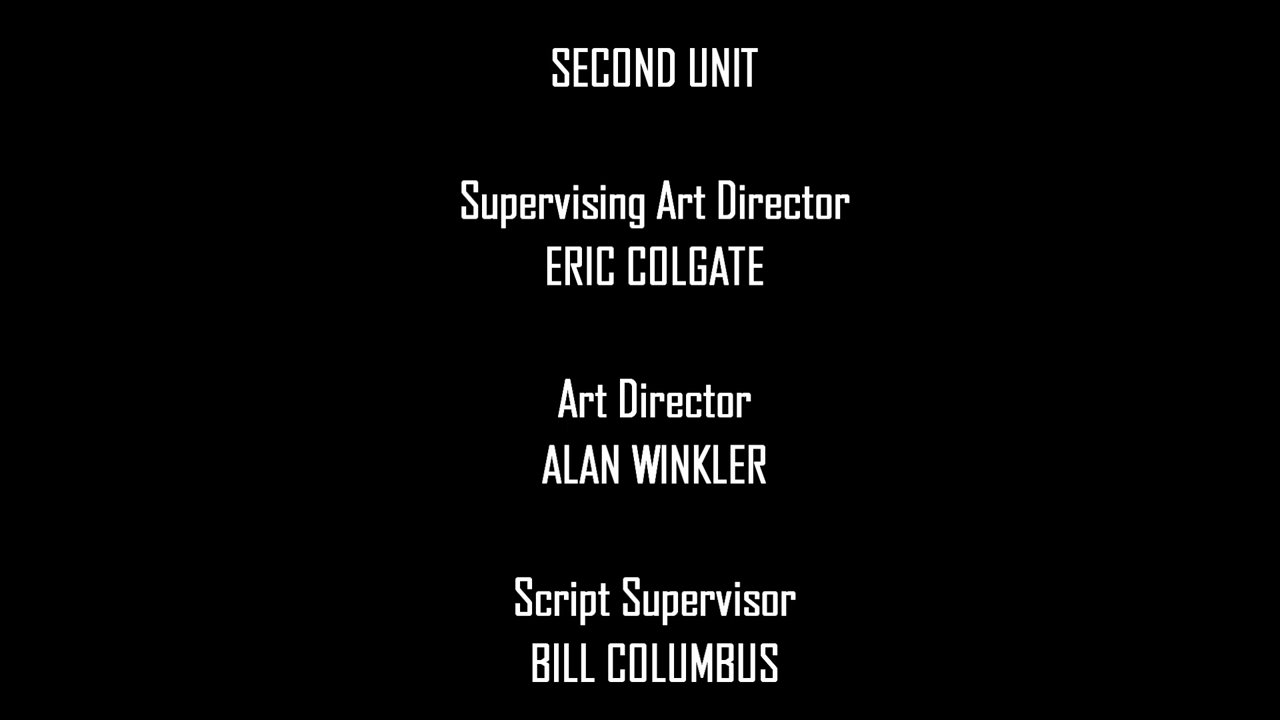 SECOND UNIT
Supervising Art Director
ERIC COLGATE
Art Director
ALAN WINKLER
Script Supervisor
BILL COLUMBUS